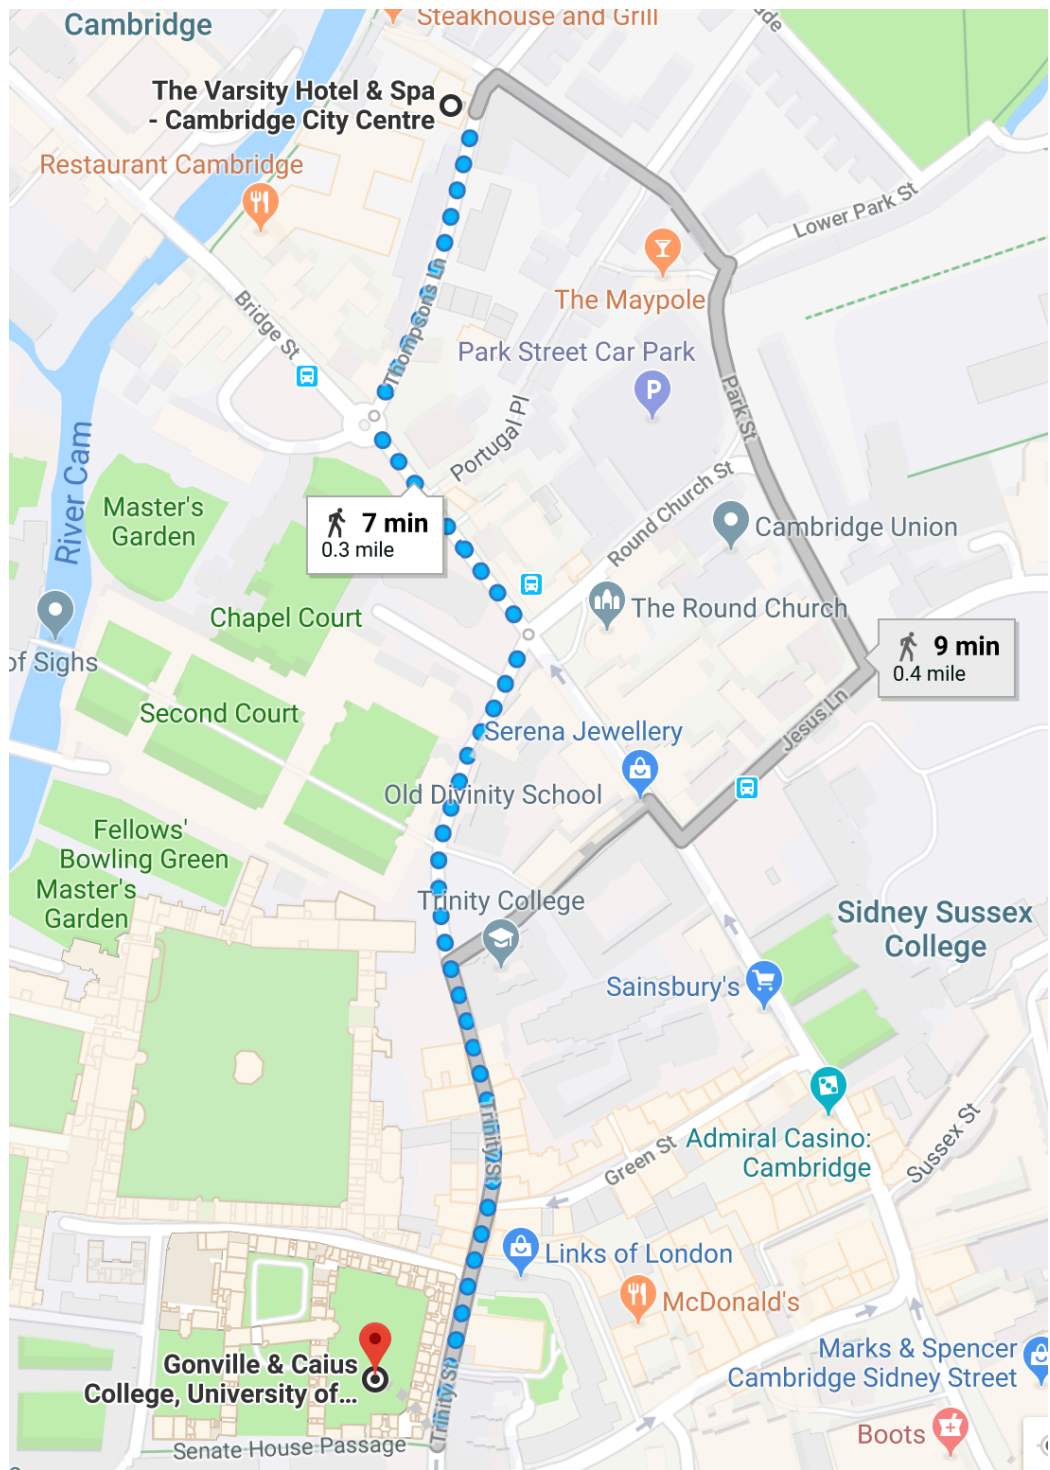 Steakhouse and Grill
Cambridge
The Varsity Hotel & Spa
- Cambridge City Centre
Restaurant Cambridge
Lower Park St
The Maypole
Thompsons Ln
Bridge St
Park Street Car Park
P
Park St
Portugal Pl
River Cam
Master's
Garden
7 min
0.3 mile
Round Church St
Cambridge Union
Chapel Court
The Round Church
of Sighs
9 min
0.4 mile
Second Court
Jesus Ln
Serena Jewellery
Old Divinity School
Fellows'
Bowling Green
Master's
Garden
Trinity College
Sidney Sussex
College
Sainsbury's
Trinity St
Green St
Admiral Casino:
Cambridge
Sussex St
Links of London
McDonald's
Gonville & Caius
College, University of...
Marks & Spencer
Cambridge Sidney Street
Trinity St
Boots
Senate House Passage